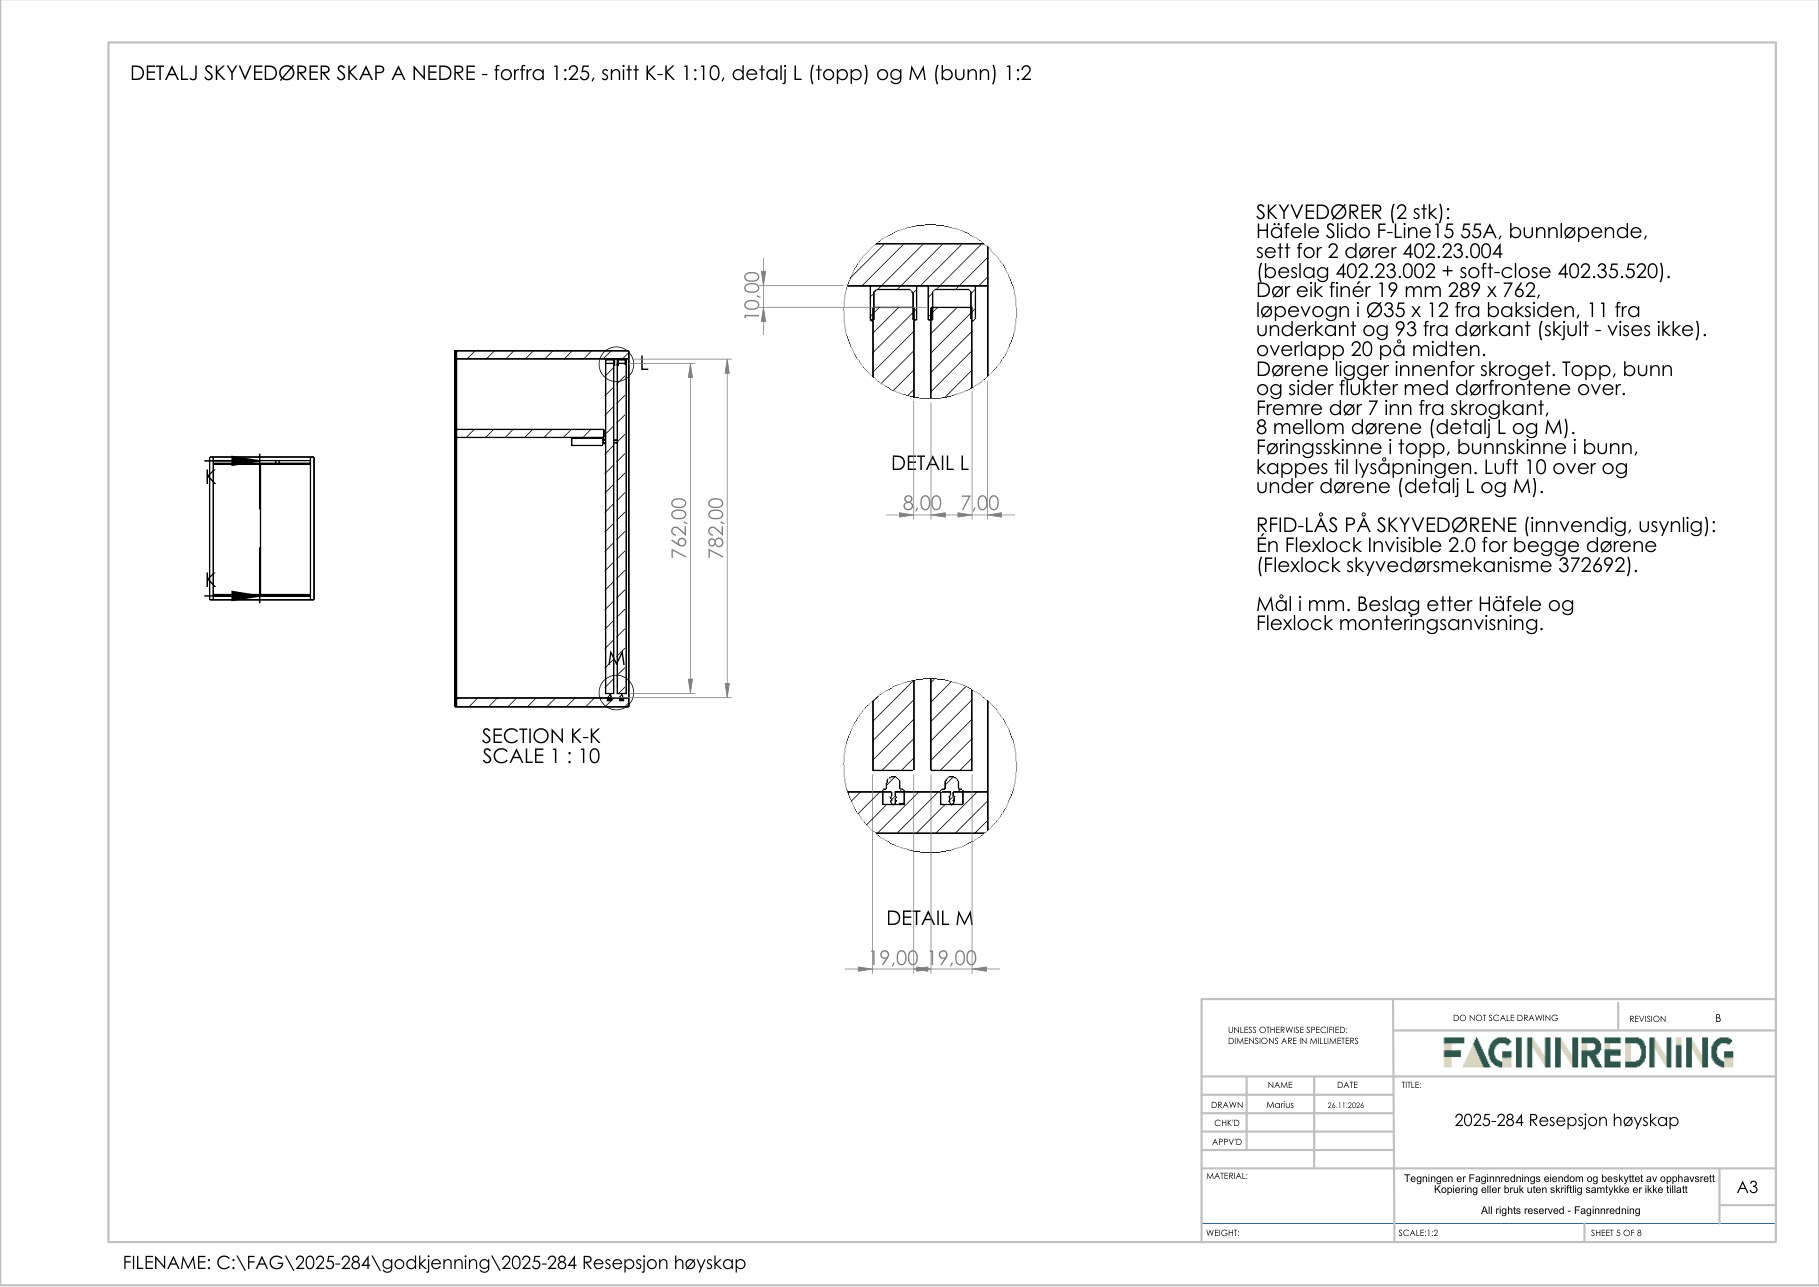 DETALJ SKYVEDØRER SKAP A NEDRE - forfra 1:25, snitt K-K 1:10, detalj L (topp) og M (bunn) 1:2
SKYVEDØRER (2 stk):
Häfele Slido F-Line15 55A, bunnløpende,
sett for 2 dører 402.23.004
(beslag 402.23.002 + soft-close 402.35.520).
Dør eik finér 19 mm 289 x 762,
løpevogn i Ø35 x 12 fra baksiden, 11 fra
underkant og 93 fra dørkant (skjult - vises ikke).
overlapp 20 på midten.
Dørene ligger innenfor skroget. Topp, bunn
og sider flukter med dørfrontene over.
Fremre dør 7 inn fra skrogkant,
8 mellom dørene (detalj L og M).
Føringsskinne i topp, bunnskinne i bunn,
kappes til lysåpningen. Luft 10 over og
under dørene (detalj L og M).
RFID-LÅS PÅ SKYVEDØRENE (innvendig, usynlig):
Én Flexlock Invisible 2.0 for begge dørene
(Flexlock skyvedørsmekanisme 372692).
Mål i mm. Beslag etter Häfele og
Flexlock monteringsanvisning.
K
K
L
M
762,00
782,00
SECTION K-K
SCALE 1 : 10
10,00
DETAIL L
8,00 7,00
DETAIL M
19,00 19,00
UNLESS OTHERWISE SPECIFIED:
DIMENSIONS ARE IN MILLIMETERS
DO NOT SCALE DRAWING
REVISION B
FAGINNREDNING
NAME DATE
DRAWN Marius 26.11.2026
CHK'D
APPV'D
TITLE:
2025-284 Resepsjon høyskap
MATERIAL:
Tegningen er Faginnrednings eiendom og beskyttet av opphavsrett
Kopiering eller bruk uten skriftlig samtykke er ikke tillatt
All rights reserved - Faginnredning
A3
WEIGHT:
SCALE:1:2
SHEET 5 OF 8
FILENAME: C:\FAG\2025-284\godkjenning\2025-284 Resepsjon høyskap